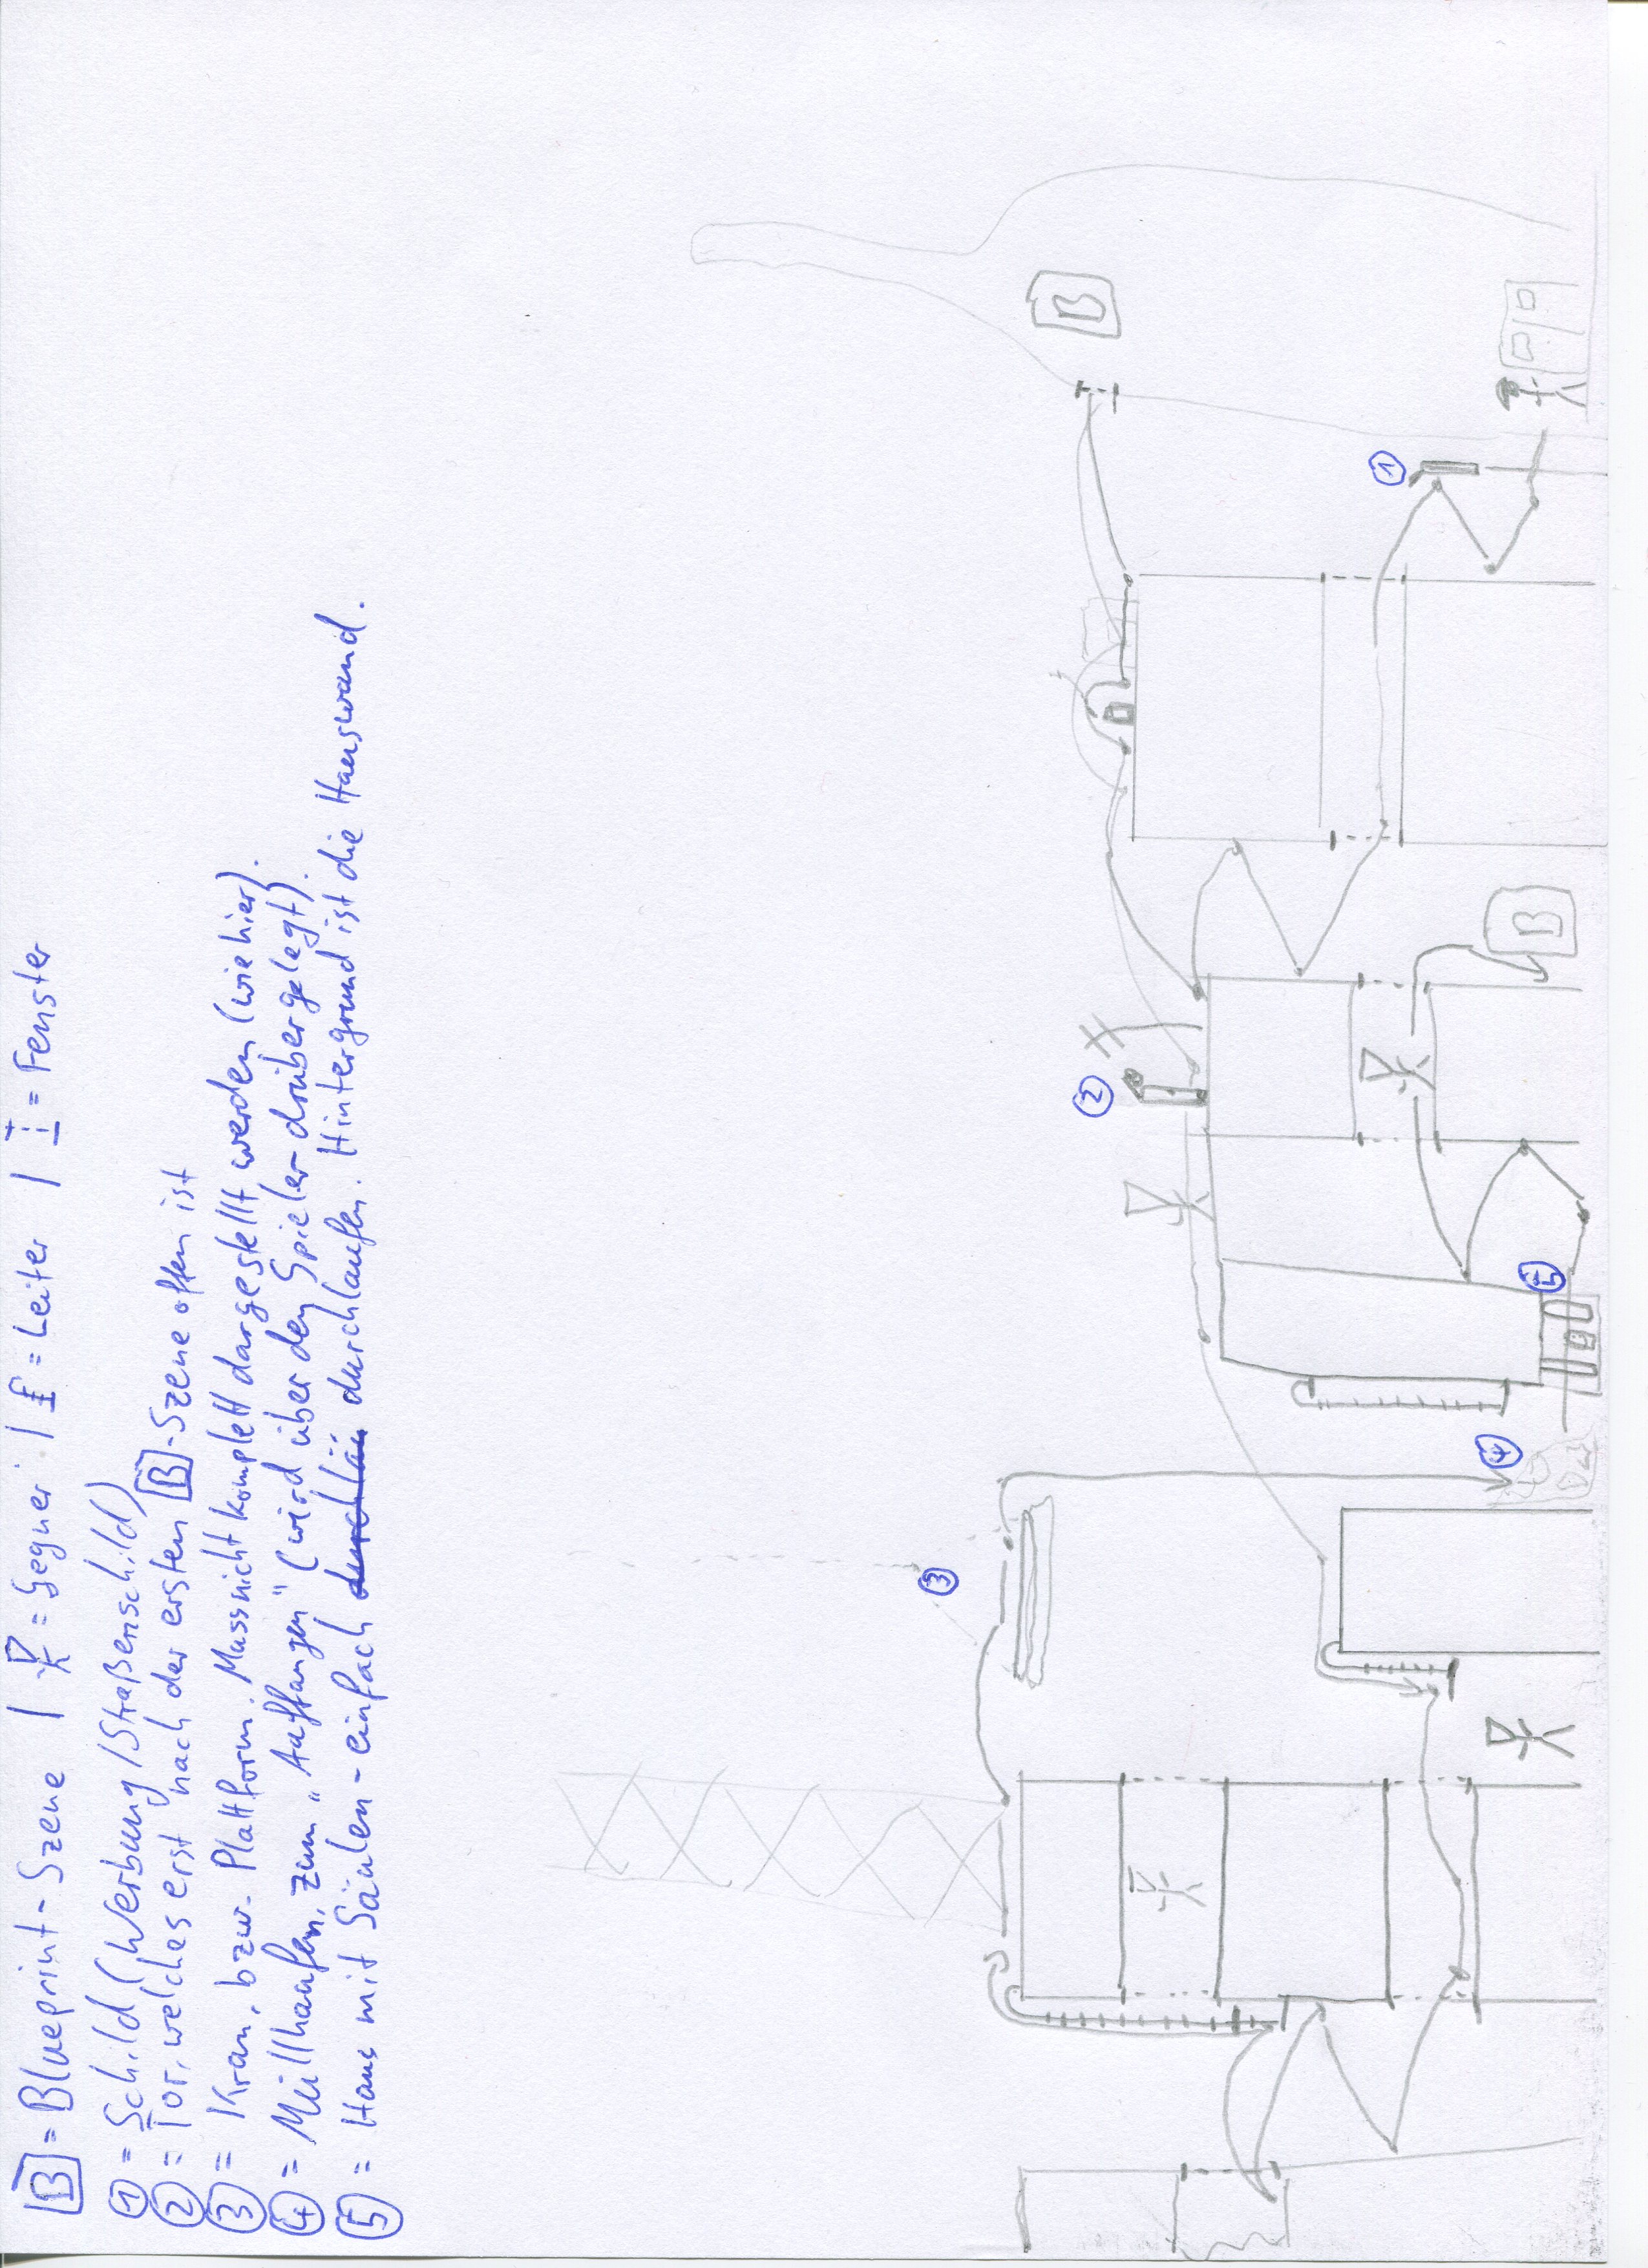 B = Blueprint-Szene | = Gegner | = Leiter | = Fenster
① = Schild (Werbung/Straßenschild)
② = Tor, welches erst nach der ersten B-Szene offen ist
③ = Kran, bzw. Plattform. Muss nicht komplett dargestellt werden (wie hier).
④ = Müllhaufen, zum „Auffangen" (wird über den Spieler drübergelegt).
⑤ = Haus mit Säulen - einfach durchlaufen. Hintergrund ist die Hauswand.
③
②
B
①
④
⑤
B